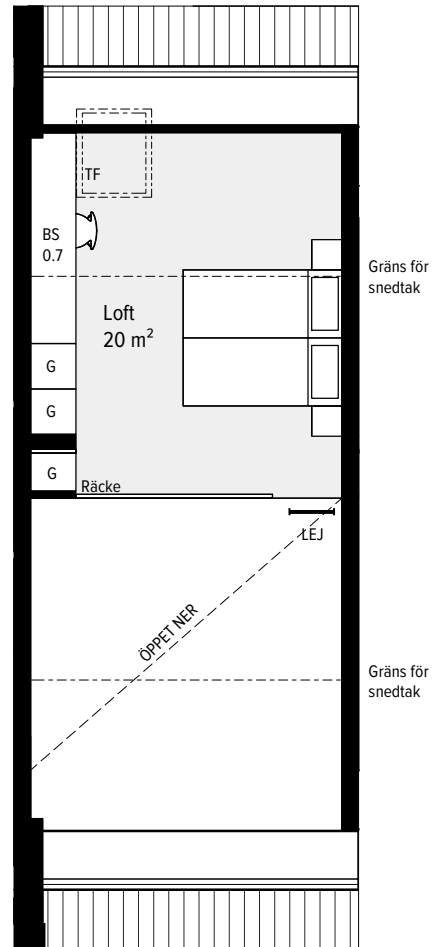 TF
BS
0.7
Gräns för
snedtak
Loft
20 m²
G
G
G
Räcke
LEJ
ÖPPET NER
Gräns för
snedtak